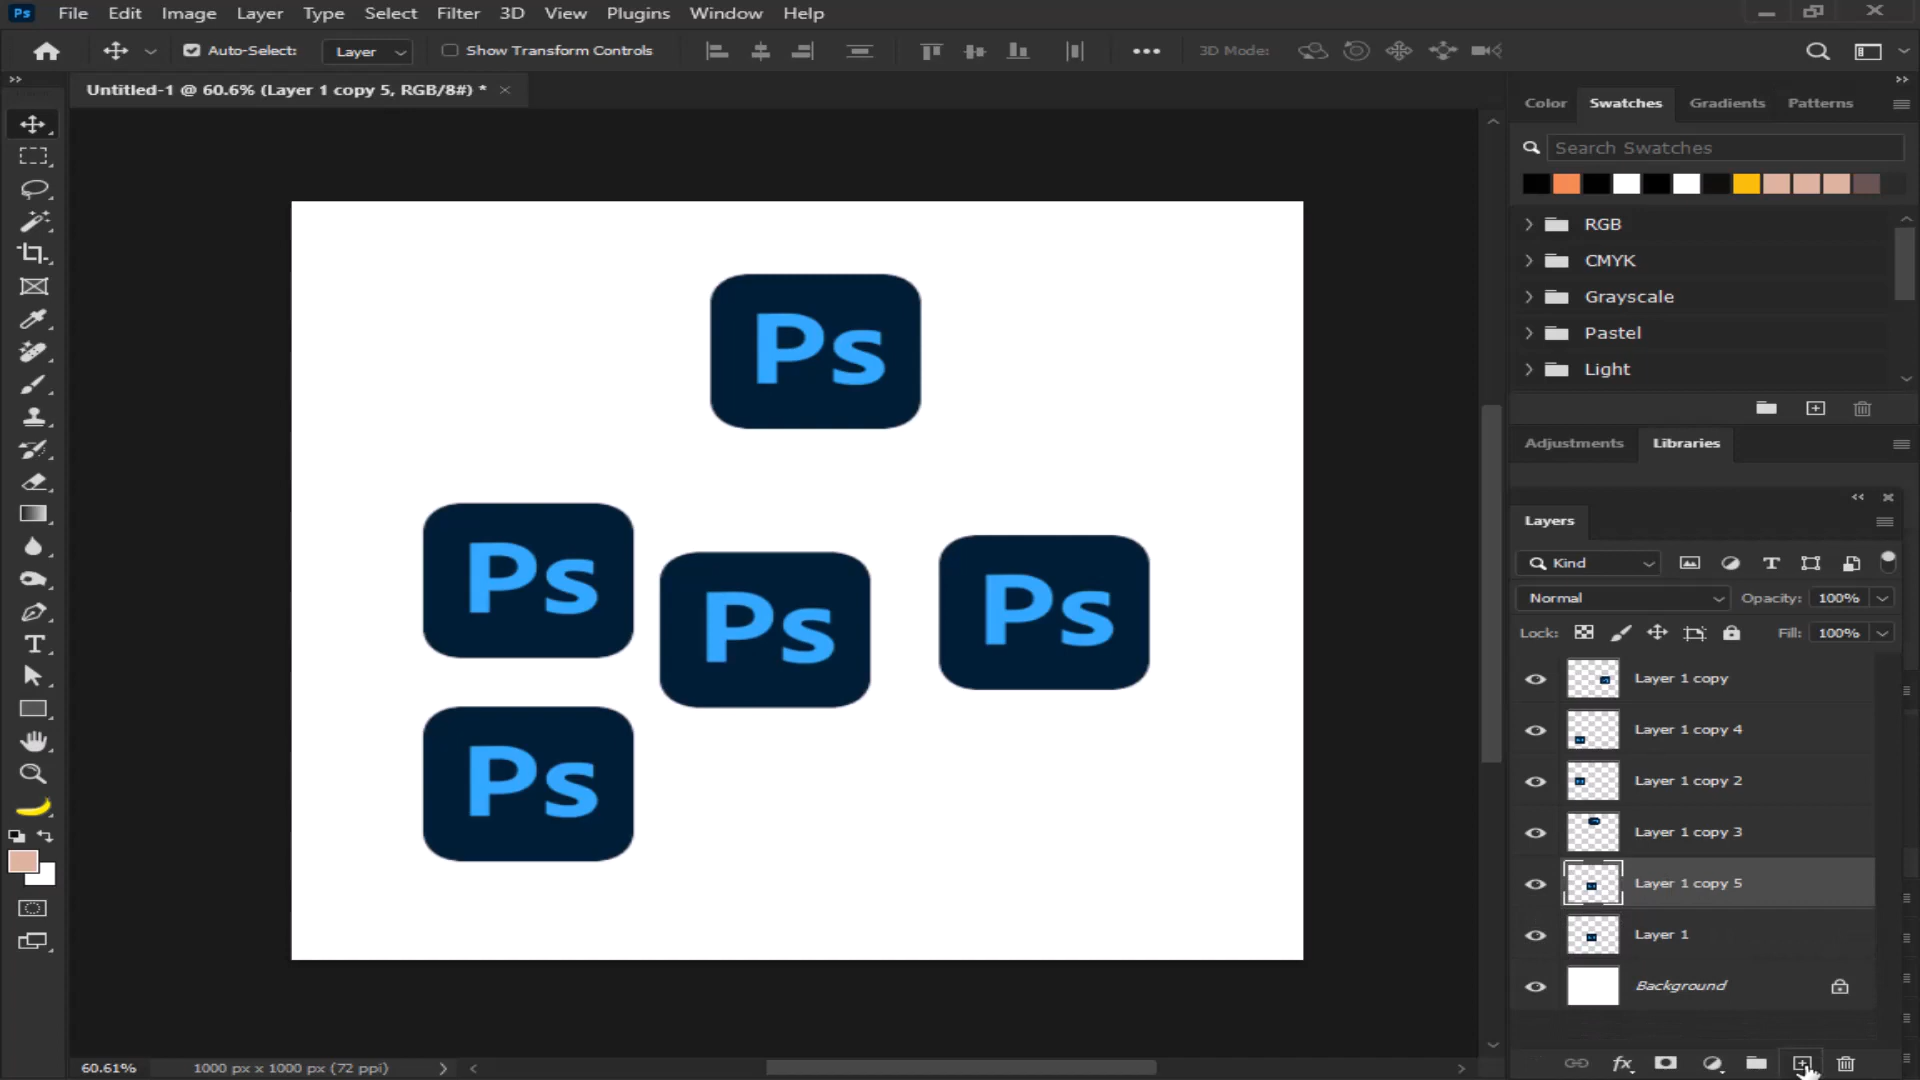 Ps File Edit Image Layer Type Select Filter 3D View Plugins Window Help
Auto-Select: Layer Show Transform Controls 3D Mode:
Untitled-1 @ 60.6% (Layer 1 copy 5, RGB/8#) *
Color Swatches Gradients Patterns
Search Swatches
RGB
CMYK
Grayscale
Pastel
Light
Adjustments Libraries
Layers
Kind
Normal Opacity: 100%
Lock: Fill: 100%
Layer 1 copy
Layer 1 copy 4
Layer 1 copy 2
Layer 1 copy 3
Layer 1 copy 5
Layer 1
Background
Ps
Ps
Ps
Ps
Ps
60.61% 1000 px x 1000 px (72 ppi)
fx